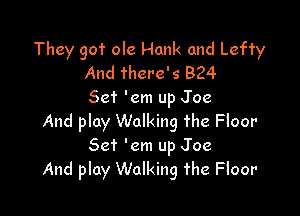 They got ole Hank and Lefty
And there's B24
Set 'em up Joe
And play Walking the Floor
Set 'em up Joe
And play Walking the Floor